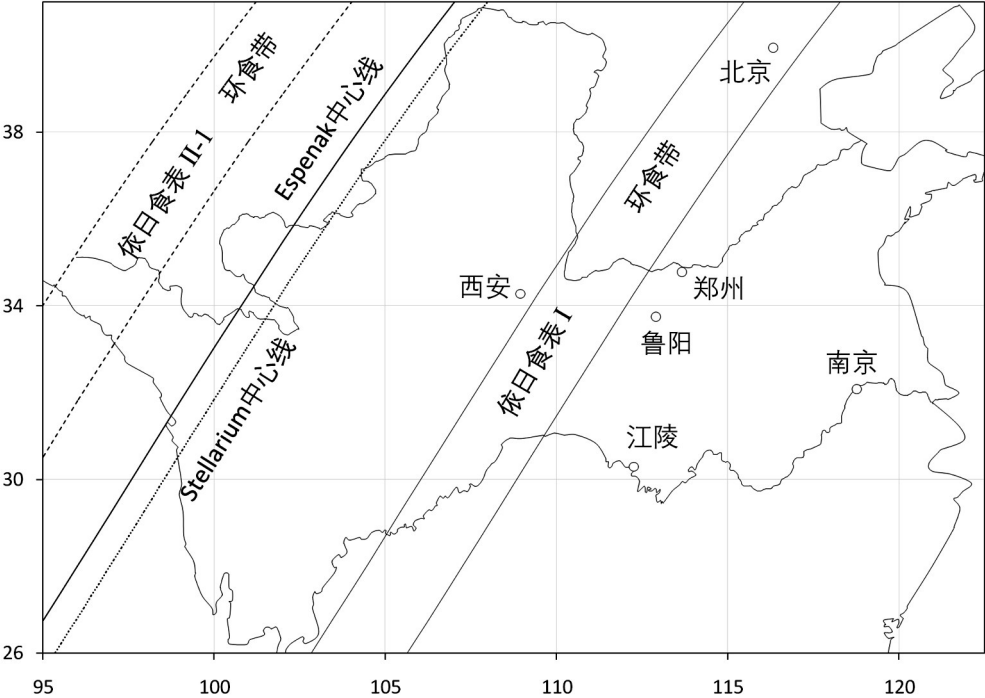 环食带
依日食表 II-1
Espenak中心线
Stellarium中心线
环食带
依日食表 I
北京
西安
郑州
鲁阳
南京
江陵
38
34
30
26
95
100
105
110
115
120